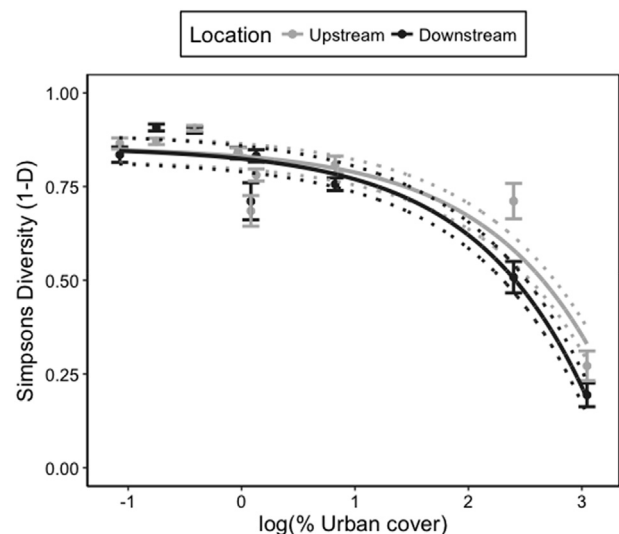 Location Upstream Downstream
1.00
0.75
0.50
0.25
0.00
Simpsons Diversity (1-D)
-1 0 1 2 3
log(% Urban cover)